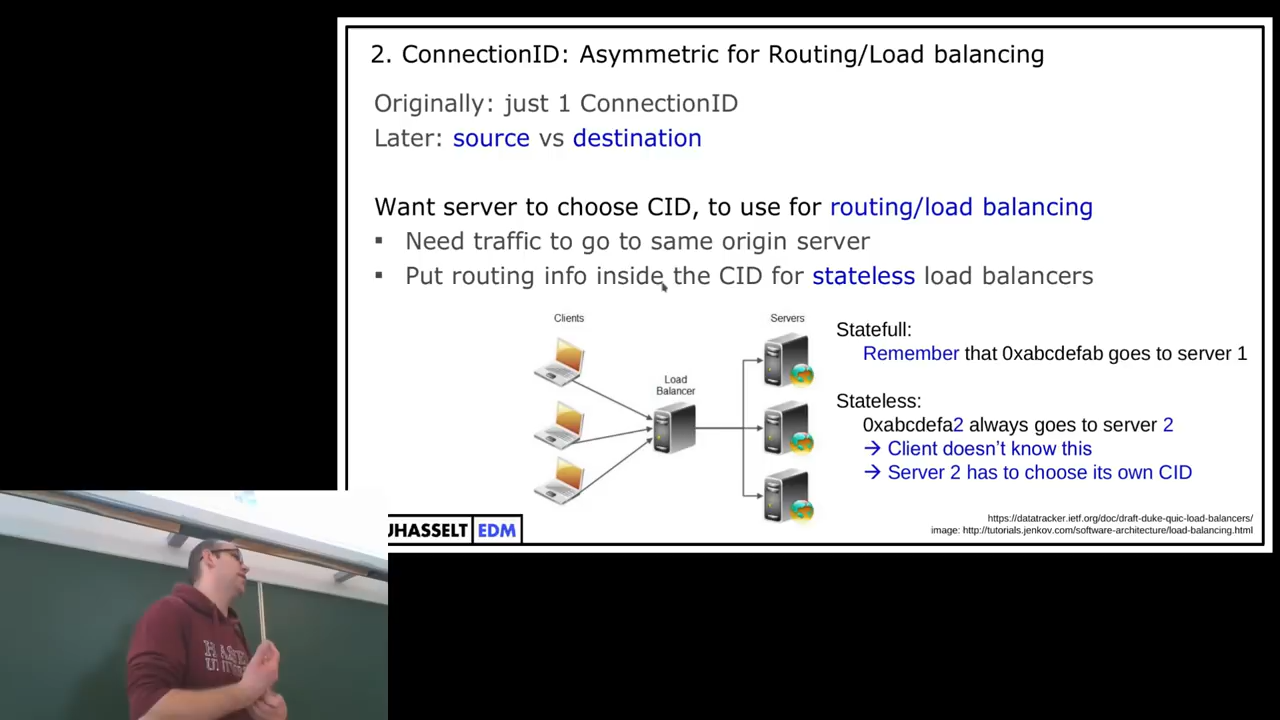 2. ConnectionID: Asymmetric for Routing/Load balancing
Originally: just 1 ConnectionID
Later: source vs destination
Want server to choose CID, to use for routing/load balancing
▪ Need traffic to go to same origin server
▪ Put routing info inside the CID for stateless load balancers
Clients
Servers
Load
Balancer
Statefull:
Remember that 0xabcdefab goes to server 1
Stateless:
0xabcdefa2 always goes to server 2
→ Client doesn't know this
→ Server 2 has to choose its own CID
https://datatracker.ietf.org/doc/draft-duke-quic-load-balancers/
image: http://tutorials.jenkov.com/software-architecture/load-balancing.html
UHASSELT EDM